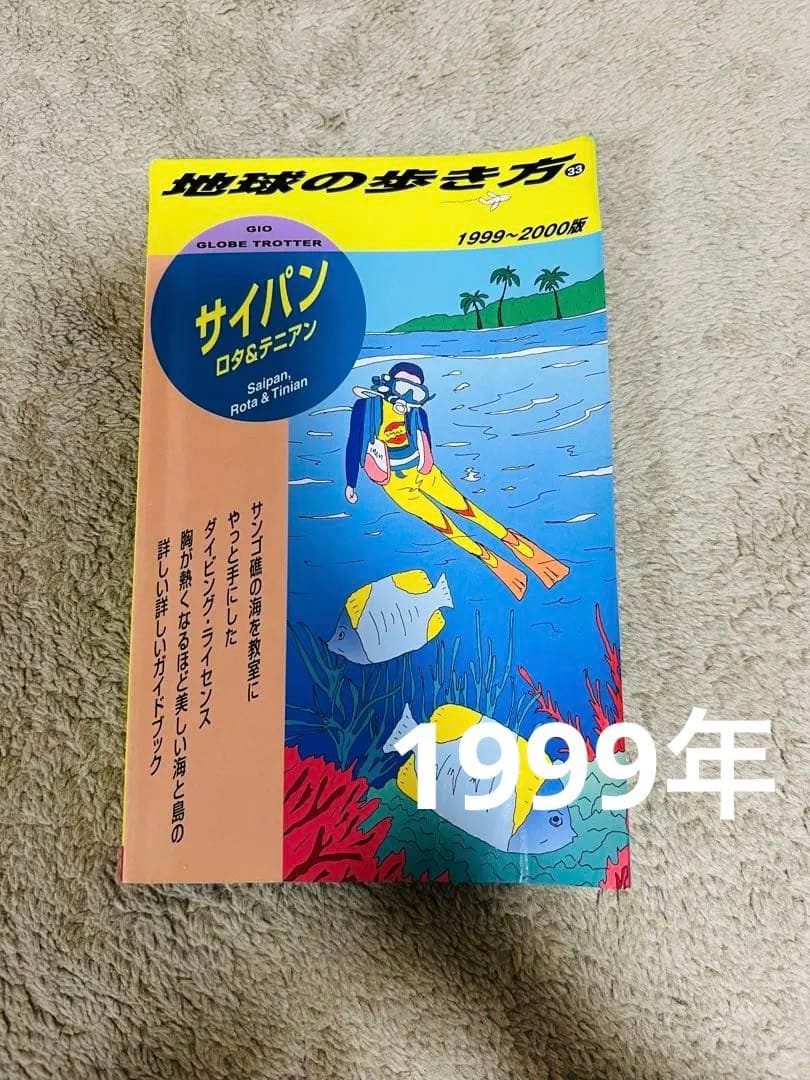 地球の歩き方 33
1999~2000版
GIO
GLOBE TROTTER
サイパン
ロタ&テニアン
Saipan,
Rota & Tinian
サンゴ礁の海を教室に
やっと手にした
ダイビング・ライセンス
胸が熱くなるほど美しい海と島の
詳しい詳しいガイドブック
1999年